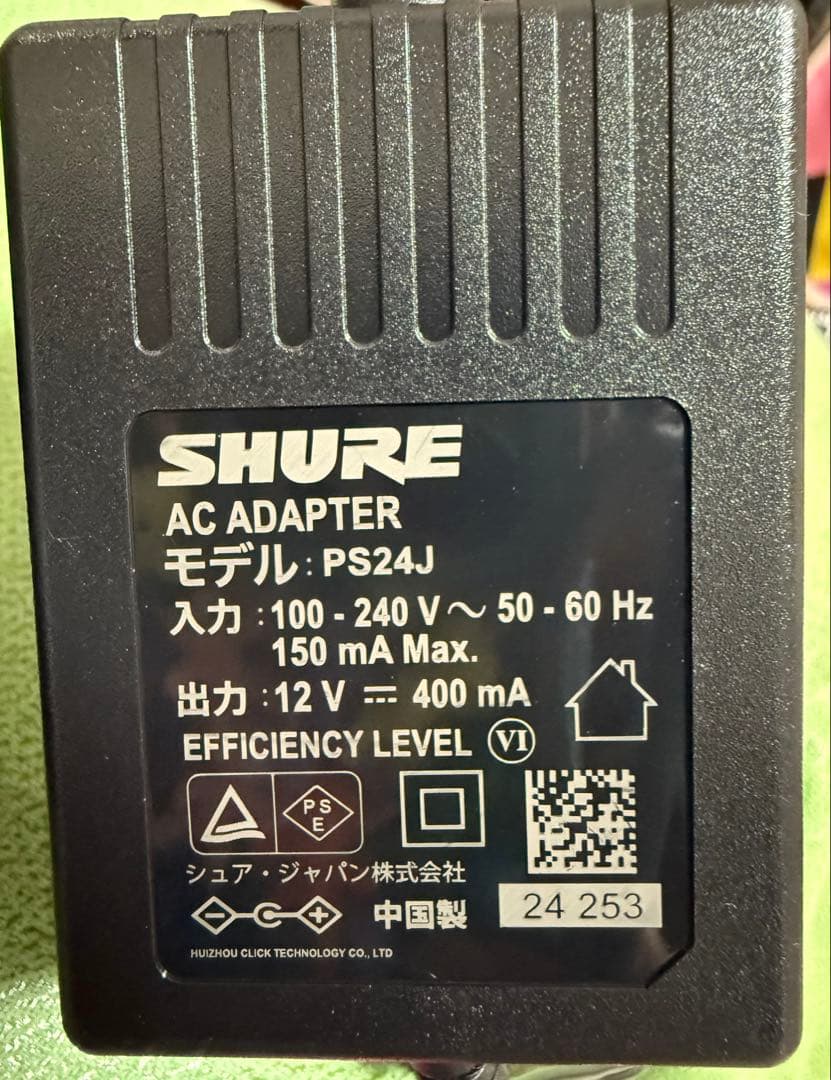 SHURE
AC ADAPTER
モデル : PS24J
入力 : 100 - 240 V ～ 50 - 60 Hz
150 mA Max.
出力 : 12 V ⎓ 400 mA
EFFICIENCY LEVEL VI
PS
E
シュア・ジャパン株式会社
中国製
24 253
HUIZHOU CLICK TECHNOLOGY CO., LTD